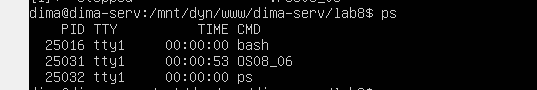 dima@dima-serv:/mnt/dyn/www/dima-serv/lab8$ ps
PID TTY TIME CMD
25016 tty1 00:00:00 bash
25031 tty1 00:00:53 OS08_06
25032 tty1 00:00:00 ps